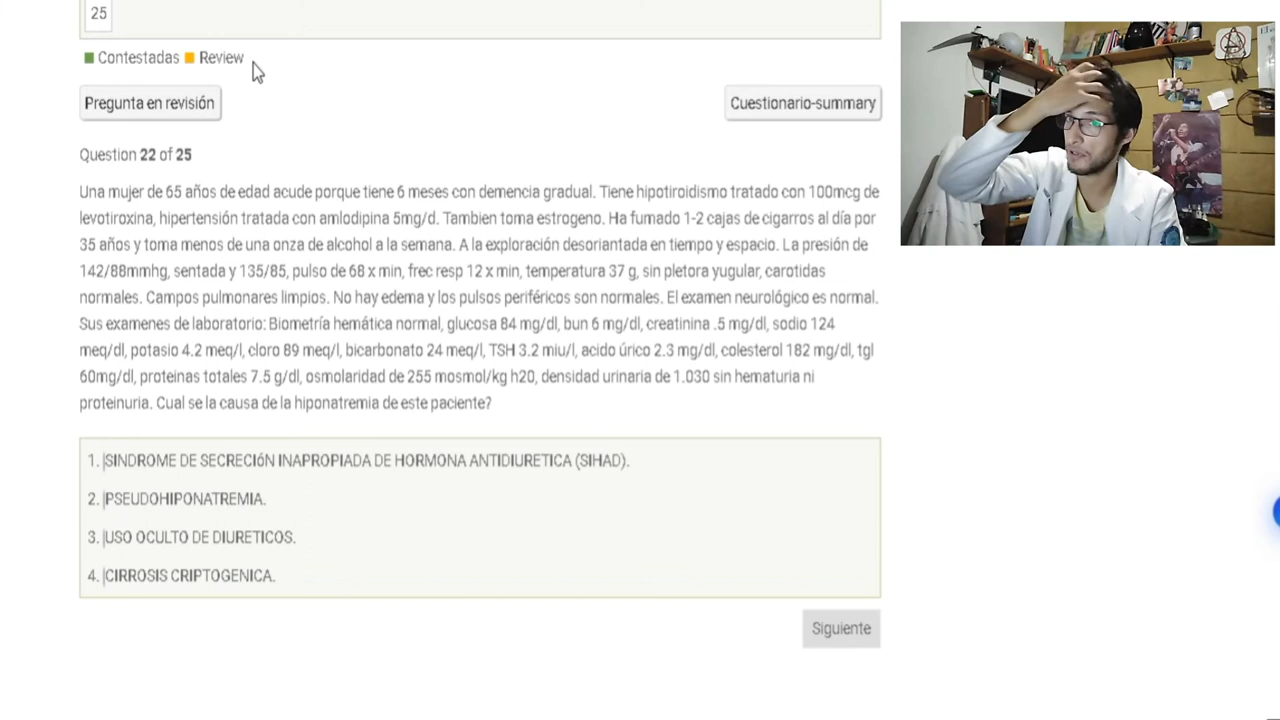 25
Contestadas Review
Pregunta en revisión
Cuestionario-summary
Question 22 of 25
Una mujer de 65 años de edad acude porque tiene 6 meses con demencia gradual. Tiene hipotiroidismo tratado con 100mcg de
levotiroxina, hipertensión tratada con amlodipina 5mg/d. Tambien toma estrogeno. Ha fumado 1-2 cajas de cigarros al día por
35 años y toma menos de una onza de alcohol a la semana. A la exploración desoriantada en tiempo y espacio. La presión de
142/88mmhg, sentada y 135/85, pulso de 68 x min, frec resp 12 x min, temperatura 37 g, sin pletora yugular, carotidas
normales. Campos pulmonares limpios. No hay edema y los pulsos periféricos son normales. El examen neurológico es normal.
Sus examenes de laboratorio: Biometría hemática normal, glucosa 84 mg/dl, bun 6 mg/dl, creatinina .5 mg/dl, sodio 124
meq/dl, potasio 4.2 meq/l, cloro 89 meq/l, bicarbonato 24 meq/l, TSH 3.2 miu/l, acido úrico 2.3 mg/dl, colesterol 182 mg/dl, tgl
60mg/dl, proteinas totales 7.5 g/dl, osmolaridad de 255 mosmol/kg h20, densidad urinaria de 1.030 sin hematuria ni
proteinuria. Cual se la causa de la hiponatremia de este paciente?
1. SINDROME DE SECRECIóN INAPROPIADA DE HORMONA ANTIDIURETICA (SIHAD).
2. PSEUDOHIPONATREMIA.
3. USO OCULTO DE DIURETICOS.
4. CIRROSIS CRIPTOGENICA.
Siguiente